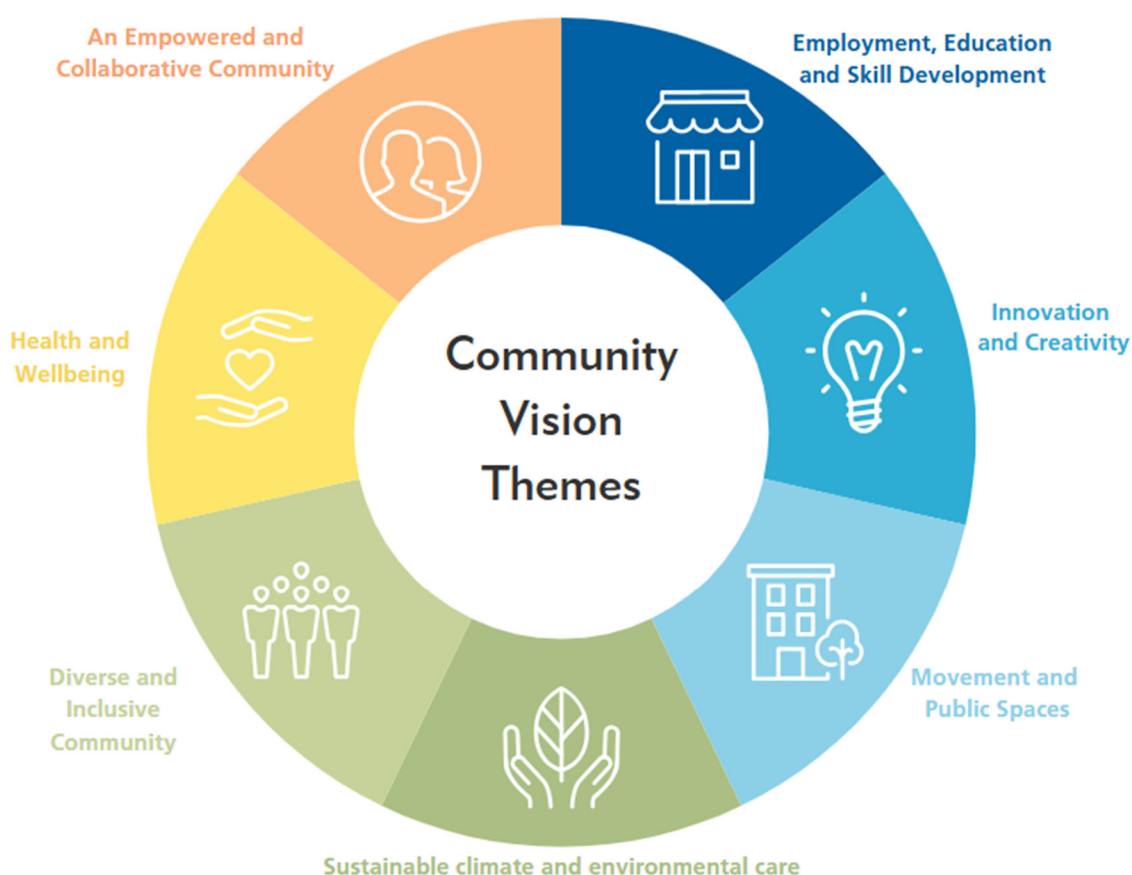 An Empowered and
Collaborative Community
Employment, Education
and Skill Development
Innovation
and Creativity
Health and
Wellbeing
Community
Vision
Themes
Diverse and
Inclusive
Community
Movement and
Public Spaces
Sustainable climate and environmental care